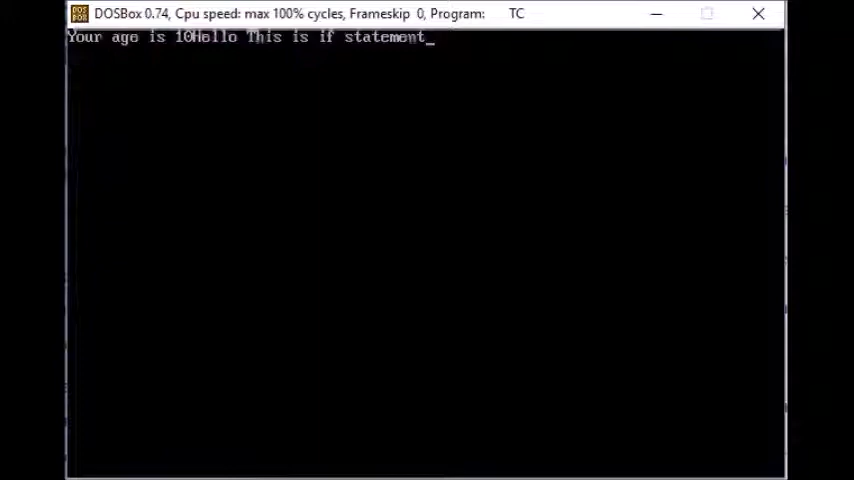 DOSBox 0.74, Cpu speed: max 100% cycles, Frameskip 0, Program: TC
Your age is 10Hello This is if statement_